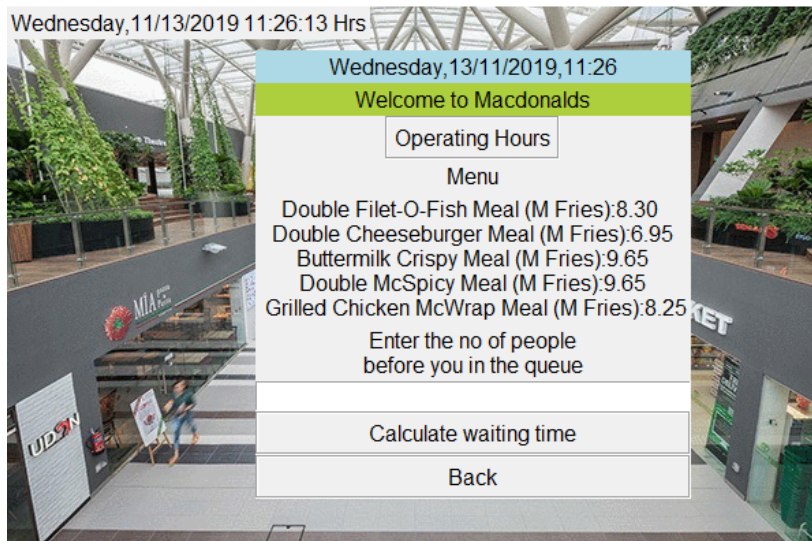 Wednesday,11/13/2019 11:26:13 Hrs
Wednesday,13/11/2019,11:26
Welcome to Macdonalds
Operating Hours
Menu
Double Filet-O-Fish Meal (M Fries):8.30
Double Cheeseburger Meal (M Fries):6.95
Buttermilk Crispy Meal (M Fries):9.65
Double McSpicy Meal (M Fries):9.65
Grilled Chicken McWrap Meal (M Fries):8.25
Enter the no of people
before you in the queue
Calculate waiting time
Back
MÌA
UDON
KET